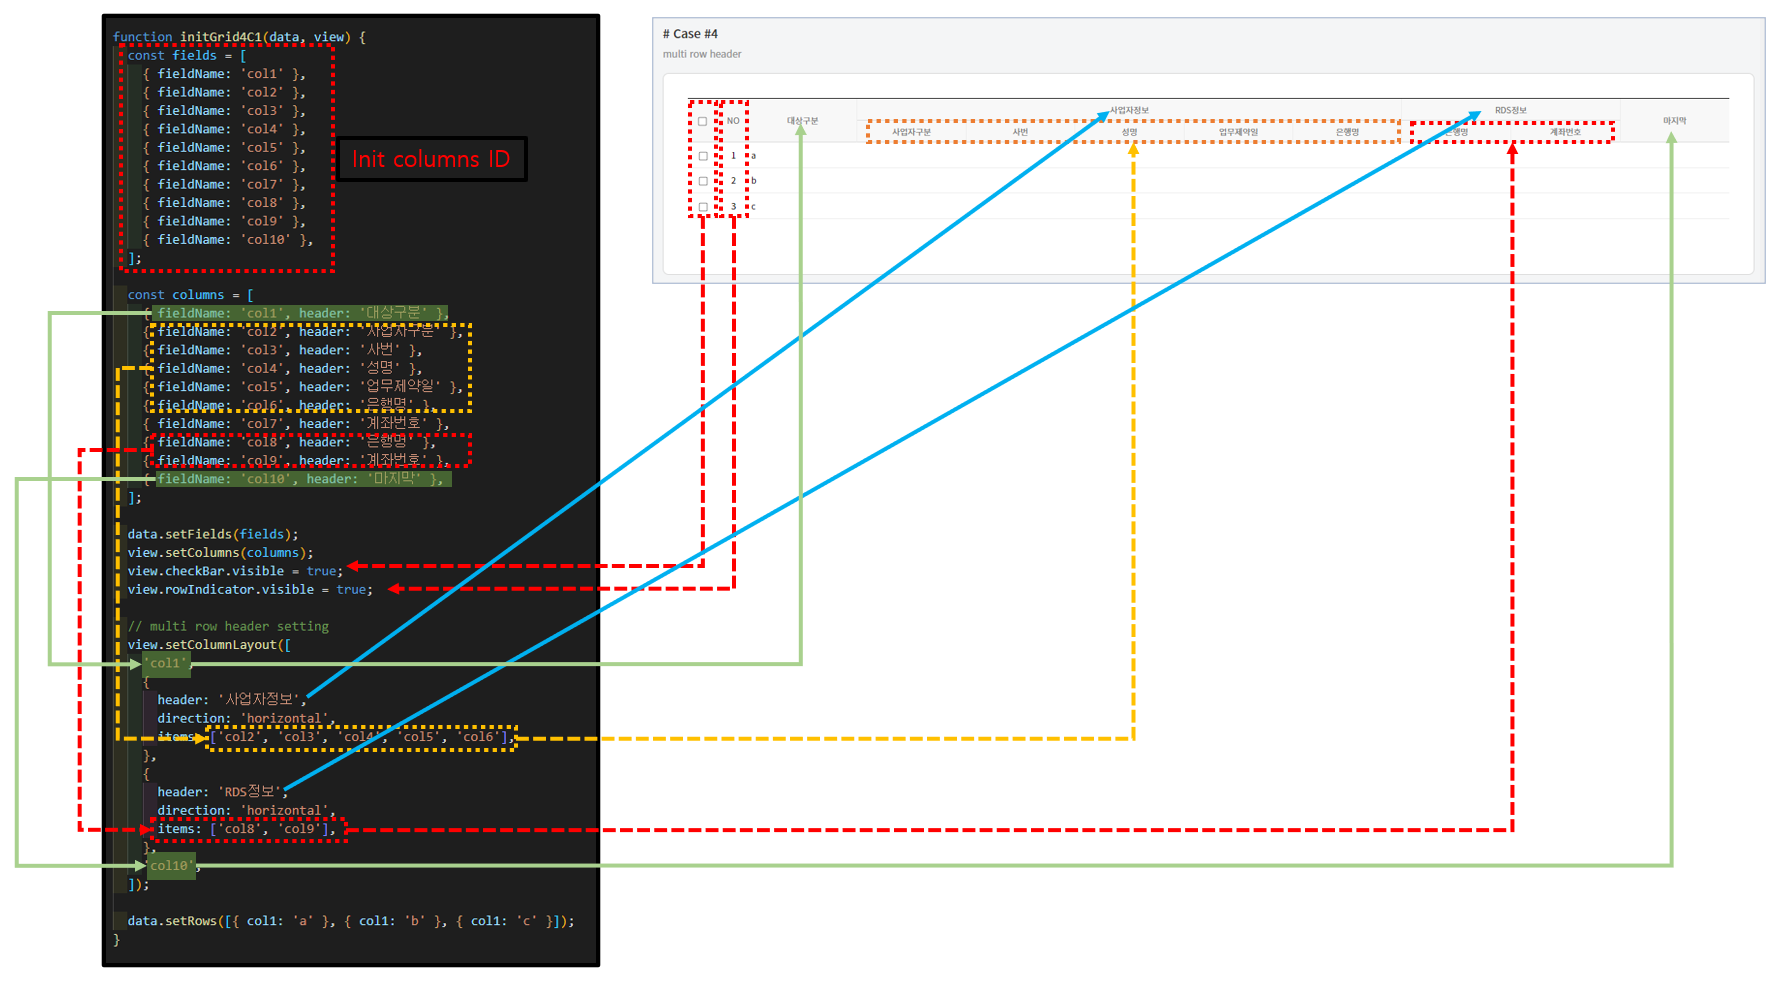 function initGrid4C1(data, view) {
const fields = [
{ fieldName: 'col1' },
{ fieldName: 'col2' },
{ fieldName: 'col3' },
{ fieldName: 'col4' },
{ fieldName: 'col5' },
{ fieldName: 'col6' },
{ fieldName: 'col7' },
{ fieldName: 'col8' },
{ fieldName: 'col9' },
{ fieldName: 'col10' },
];
Init columns ID
const columns = [
{ fieldName: 'col1', header: '대상구분' },
{ fieldName: 'col2', header: '사업자구분' },
{ fieldName: 'col3', header: '사번' },
{ fieldName: 'col4', header: '성명' },
{ fieldName: 'col5', header: '업무제약일' },
{ fieldName: 'col6', header: '은행명' },
{ fieldName: 'col7', header: '계좌번호' },
{ fieldName: 'col8', header: '은행명' },
{ fieldName: 'col9', header: '계좌번호' },
{ fieldName: 'col10', header: '마지막' },
];
data.setFields(fields);
view.setColumns(columns);
view.checkBar.visible = true;
view.rowIndicator.visible = true;
// multi row header setting
view.setColumnLayout([
'col1',
{
header: '사업자정보',
direction: 'horizontal',
items: ['col2', 'col3', 'col4', 'col5', 'col6'],
},
{
header: 'RDS정보',
direction: 'horizontal',
items: ['col8', 'col9'],
},
'col10',
]);
data.setRows([{ col1: 'a' }, { col1: 'b' }, { col1: 'c' }]);
}
# Case #4
multi row header
사업자정보 RDS정보
NO 대상구분 마지막
사업자구분 사번 성명 업무제약일 은행명 은행명 계좌번호
1 a
2 b
3 c